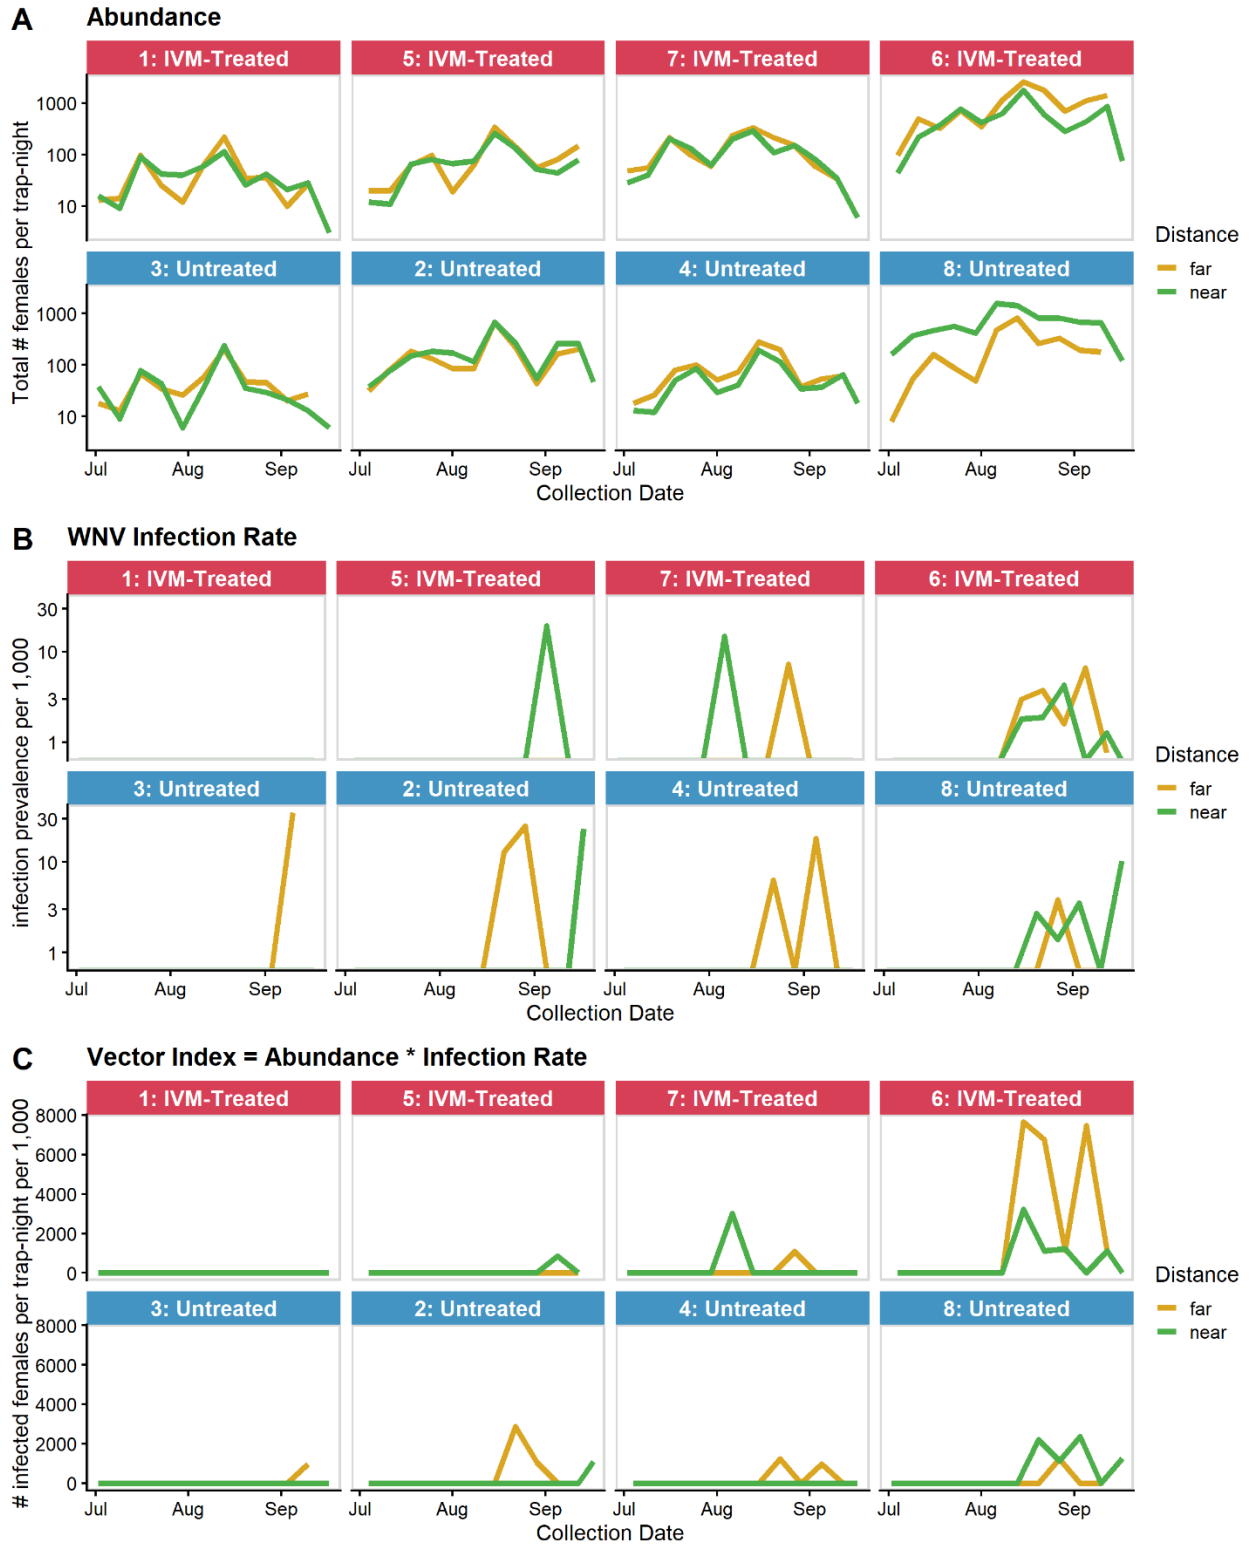 A Abundance
1: IVM-Treated 5: IVM-Treated 7: IVM-Treated 6: IVM-Treated
1000
100
10
3: Untreated 2: Untreated 4: Untreated 8: Untreated
1000
100
10
Total # females per trap-night
Jul Aug Sep Jul Aug Sep Jul Aug Sep Jul Aug Sep
Collection Date
Distance
far
near
B WNV Infection Rate
1: IVM-Treated 5: IVM-Treated 7: IVM-Treated 6: IVM-Treated
30
10
3
1
3: Untreated 2: Untreated 4: Untreated 8: Untreated
30
10
3
1
infection prevalence per 1,000
Jul Aug Sep Jul Aug Sep Jul Aug Sep Jul Aug Sep
Collection Date
Distance
far
near
C Vector Index = Abundance * Infection Rate
1: IVM-Treated 5: IVM-Treated 7: IVM-Treated 6: IVM-Treated
8000
6000
4000
2000
0
3: Untreated 2: Untreated 4: Untreated 8: Untreated
8000
6000
4000
2000
0
# infected females per trap-night per 1,000
Jul Aug Sep Jul Aug Sep Jul Aug Sep Jul Aug Sep
Collection Date
Distance
far
near